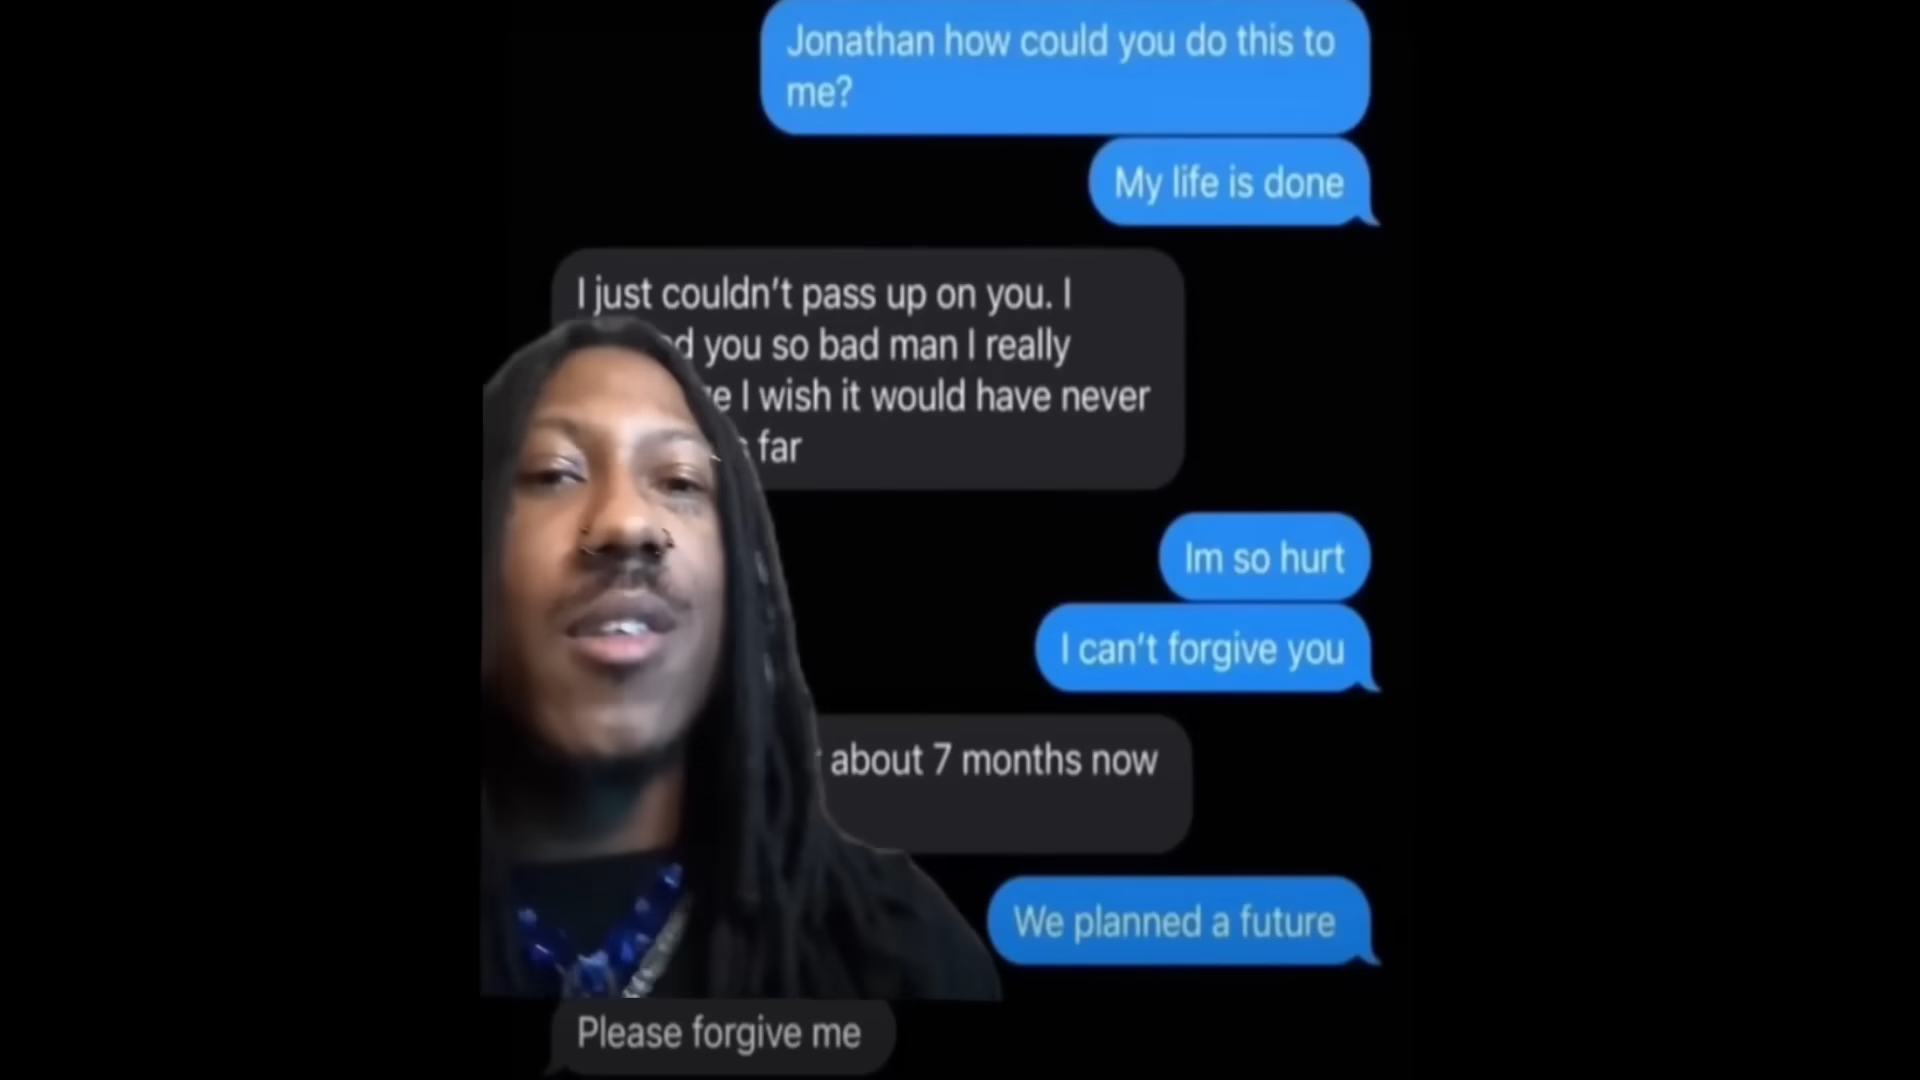 Jonathan how could you do this to
me?
My life is done
I just couldn't pass up on you. I
you so bad man I really
I wish it would have never
far
Im so hurt
I can't forgive you
about 7 months now
We planned a future
Please forgive me